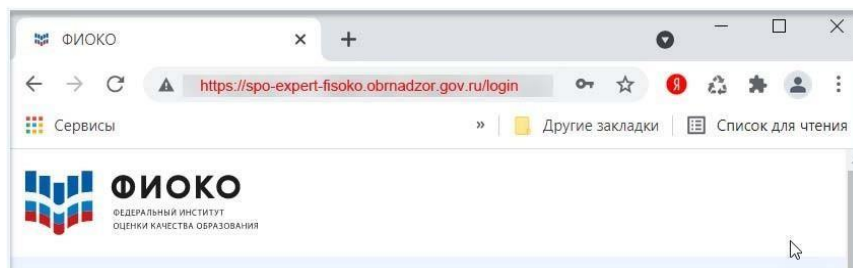 ФИОКО
https://spo-expert-fisoko.obrnadzor.gov.ru/login
Сервисы » Другие закладки Список для чтения
ФИОКО
ФЕДЕРАЛЬНЫЙ ИНСТИТУТ
ОЦЕНКИ КАЧЕСТВА ОБРАЗОВАНИЯ